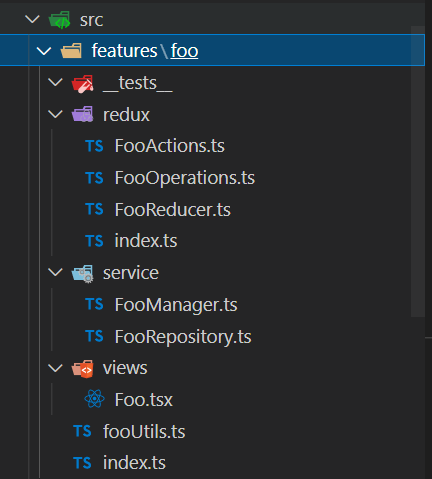 src
features\foo
__tests__
redux
TS FooActions.ts
TS FooOperations.ts
TS FooReducer.ts
TS index.ts
service
TS FooManager.ts
TS FooRepository.ts
views
Foo.tsx
TS fooUtils.ts
TS index.ts